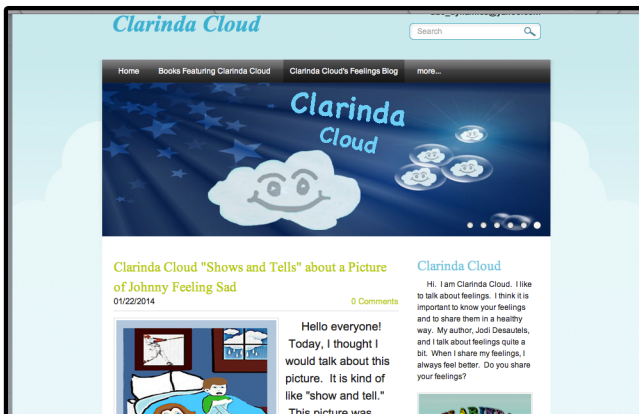 Clarinda Cloud
Search
Home Books Featuring Clarinda Cloud Clarinda Cloud's Feelings Blog more...
Clarinda
Cloud
Clarinda Cloud "Shows and Tells" about a Picture
of Johnny Feeling Sad
01/22/2014 0 Comments
Hello everyone!
Today, I thought I
would talk about this
picture. It is kind of
like "show and tell."
This picture was
Clarinda Cloud
Hi. I am Clarinda Cloud. I like
to talk about feelings. I think it is
important to know your feelings
and to share them in a healthy
way. My author, Jodi Desautels,
and I talk about feelings quite a
bit. When I share my feelings, I
always feel better. Do you share
your feelings?
CLARINDA